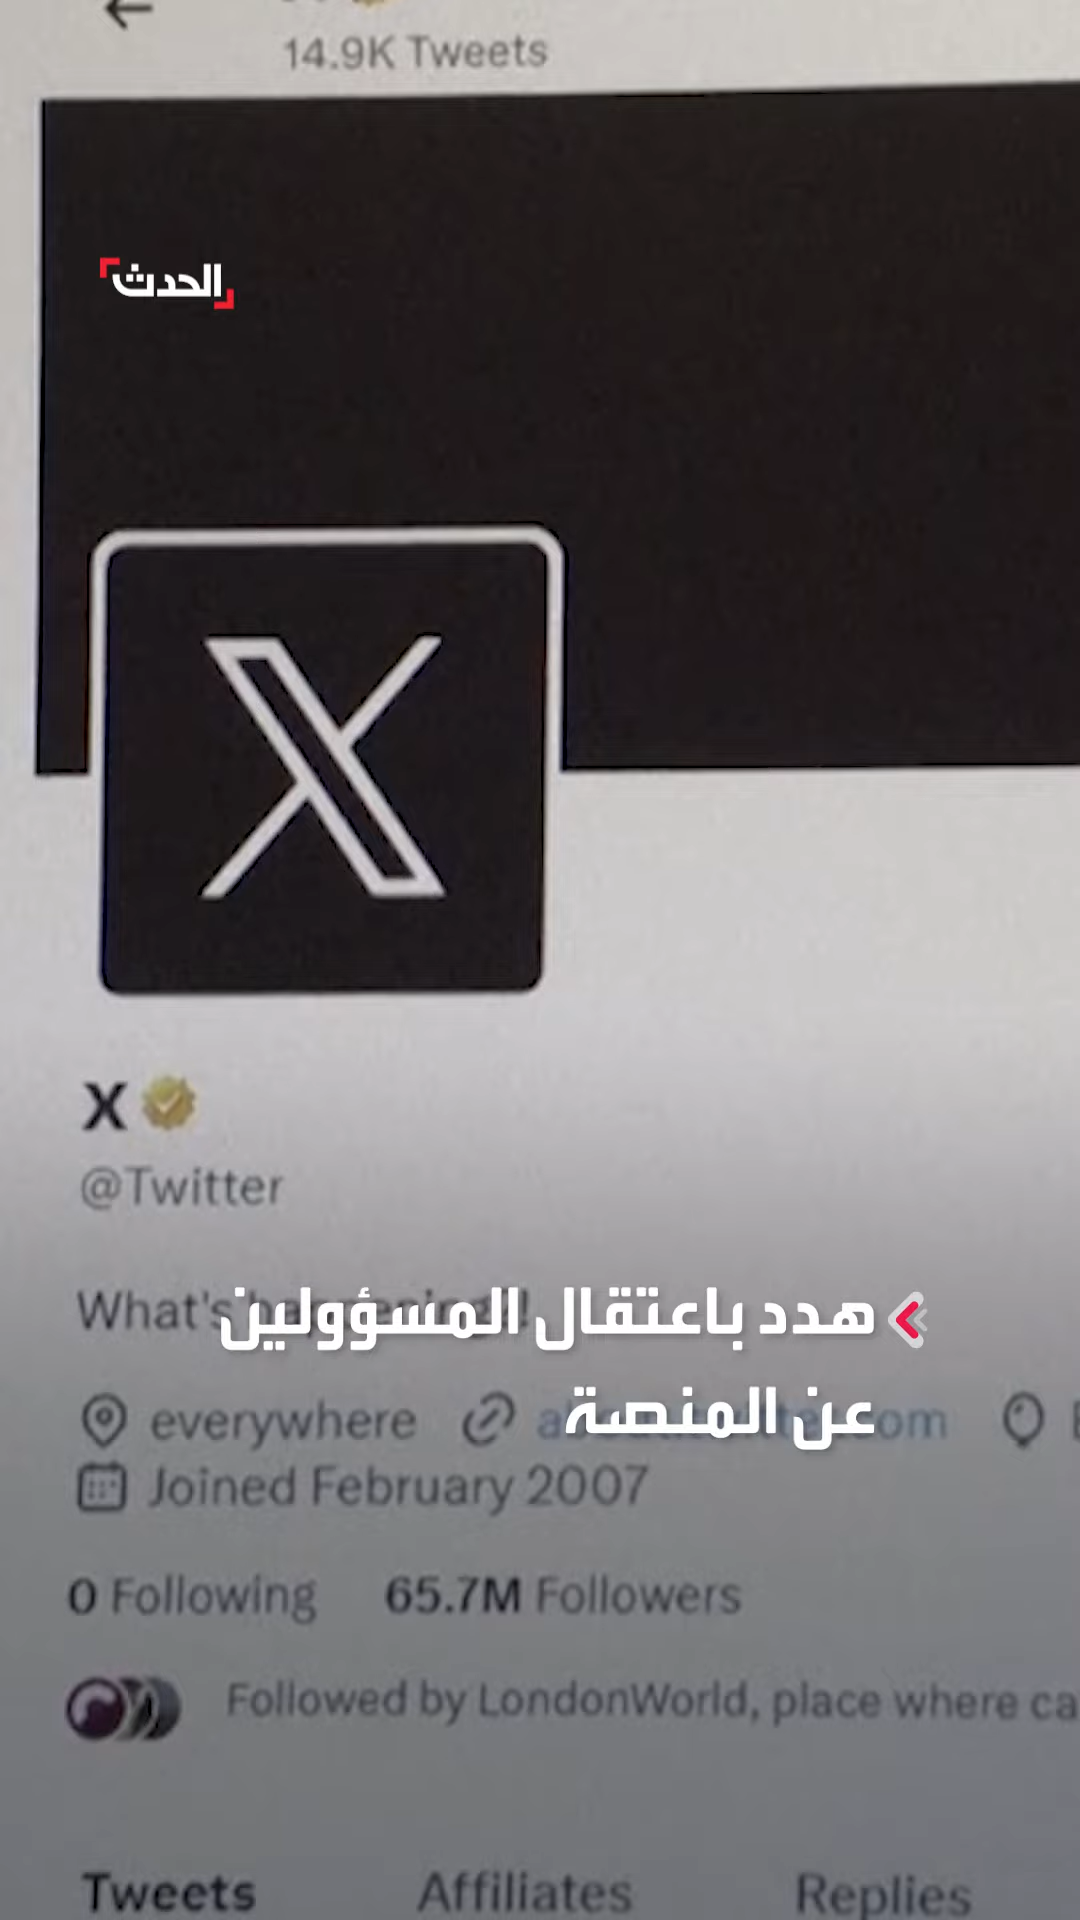 14.9K Tweets
الحدث
X
X
@Twitter
What's
هدد باعتقال المسؤولين
عن المنصة
everywhere
Joined February 2007
0 Following 65.7M Followers
Followed by LondonWorld, place where ca
Tweets Affiliates Replies